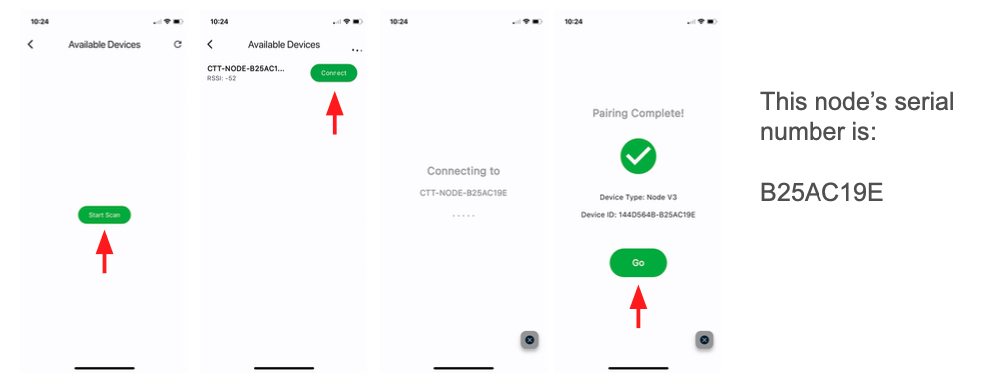 10:24
Available Devices
Start Scan
10:24
Available Devices
...
CTT-NODE-B25AC1...
RSSI: -52
Connect
10:24
Connecting to
CTT-NODE-B25AC19E
.....
10:24
Pairing Complete!
Device Type: Node V3
Device ID: 144D564B-B25AC19E
Go
This node’s serial
number is:
B25AC19E